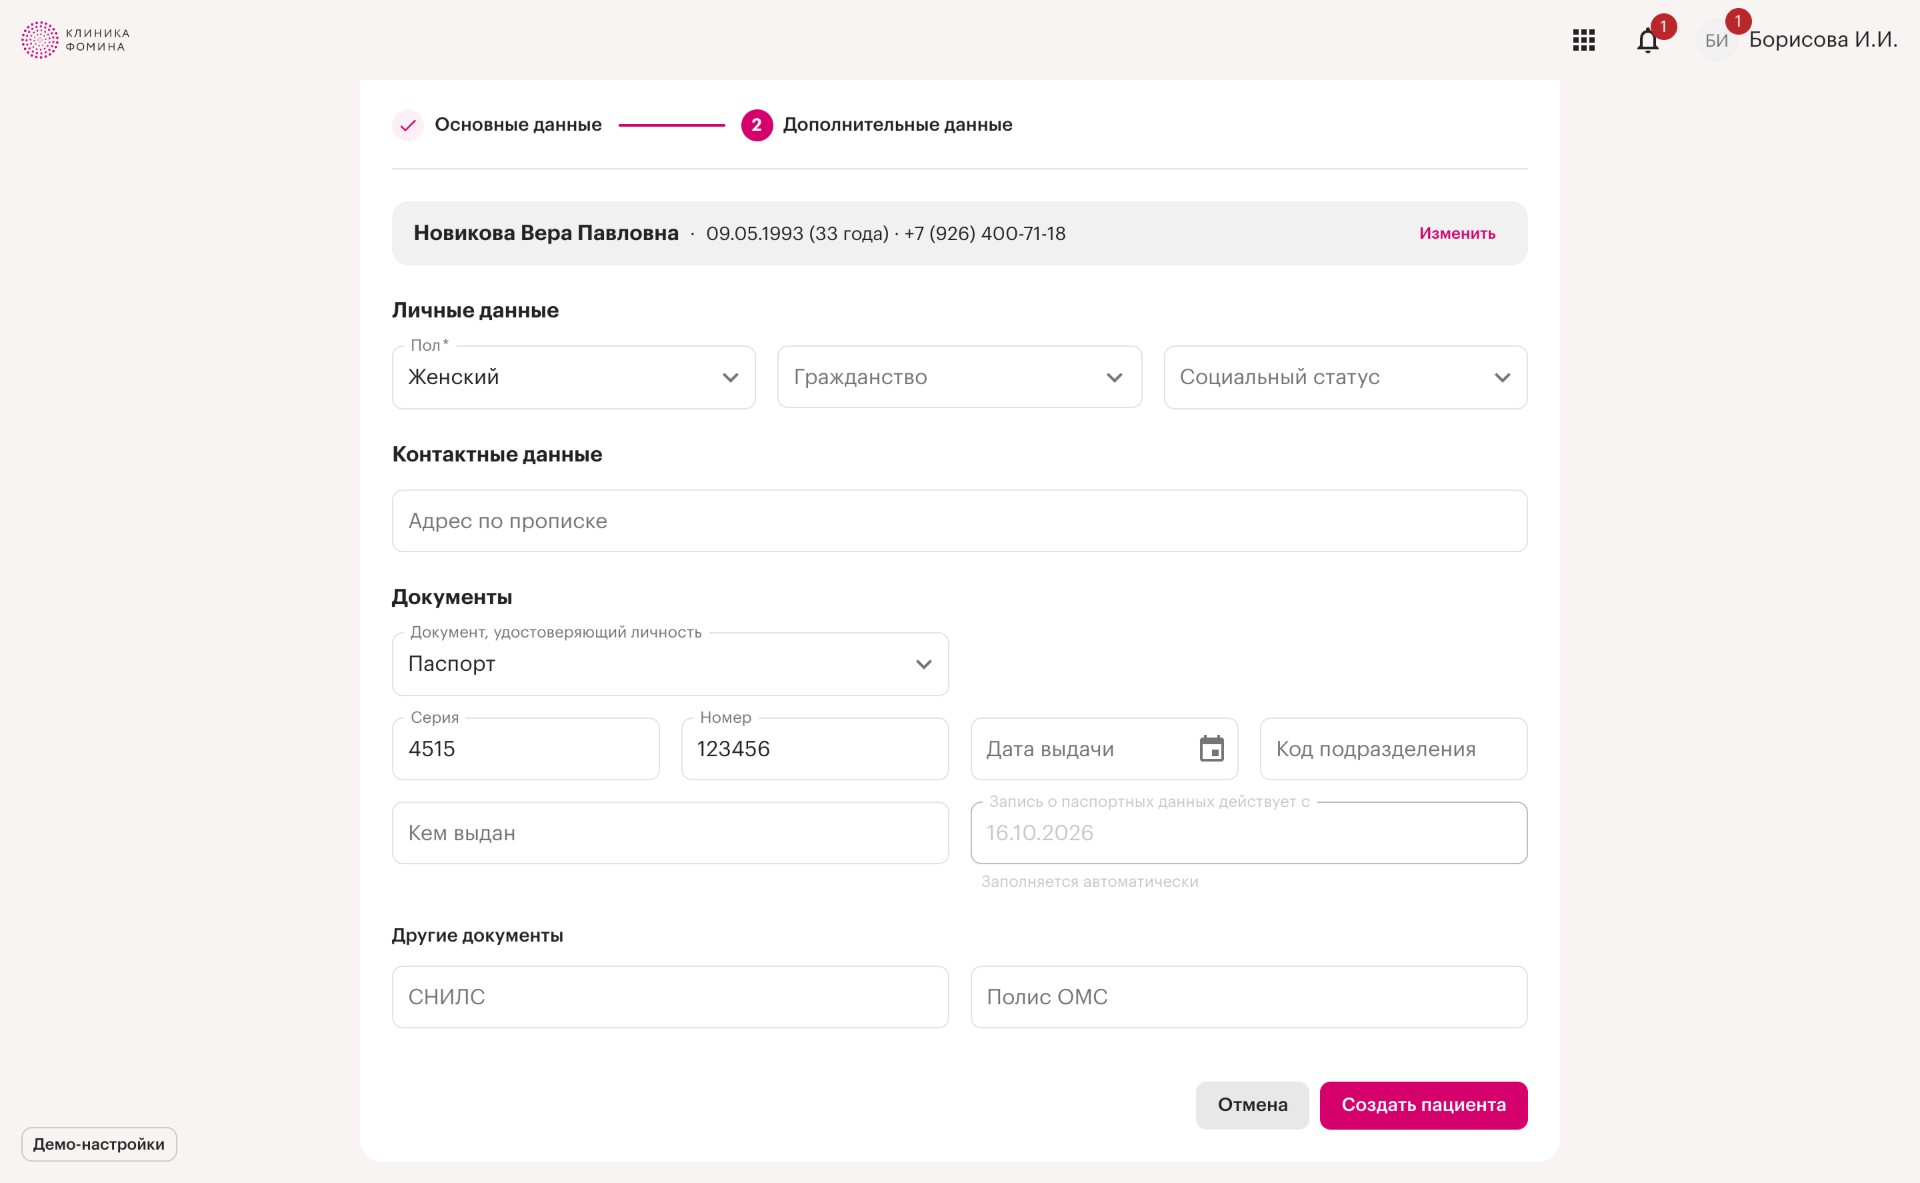 КЛИНИКА
ФОМИНА
1
БИ
1
Борисова И.И.
Основные данные
2
Дополнительные данные
Новикова Вера Павловна · 09.05.1993 (33 года) · +7 (926) 400-71-18
Изменить
Личные данные
Пол*
Женский
Гражданство
Социальный статус
Контактные данные
Адрес по прописке
Документы
Документ, удостоверяющий личность
Паспорт
Серия
4515
Номер
123456
Дата выдачи
Код подразделения
Кем выдан
Запись о паспортных данных действует с
16.10.2026
Заполняется автоматически
Другие документы
СНИЛС
Полис ОМС
Отмена
Создать пациента
Демо-настройки